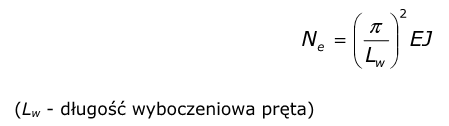 N_e = (π / L_w)^2 EJ
(L_w - długość wyboczeniowa pręta)